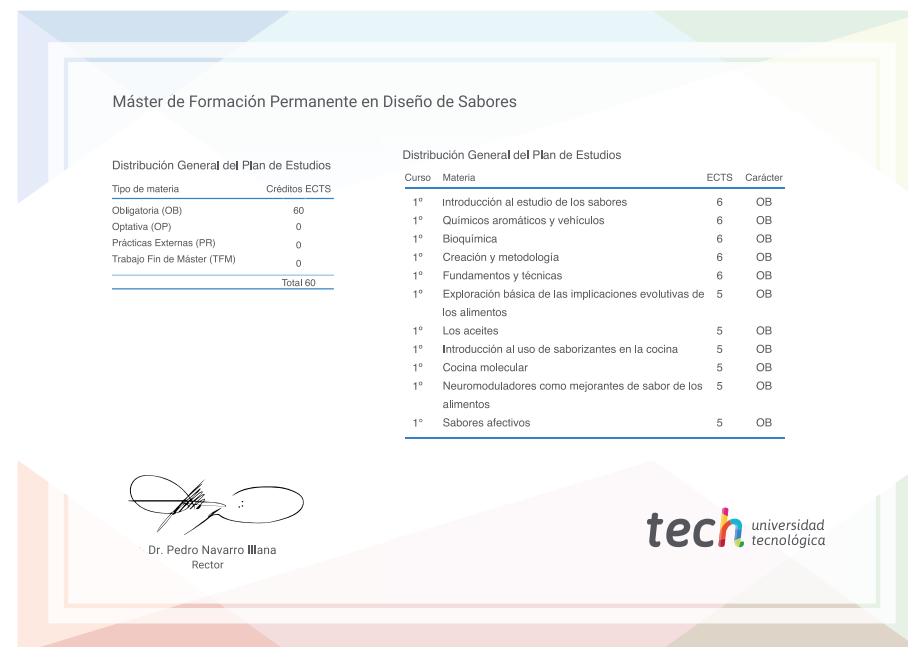 Máster de Formación Permanente en Diseño de Sabores
Distribución General del Plan de Estudios
Tipo de materia Créditos ECTS
Obligatoria (OB) 60
Optativa (OP) 0
Prácticas Externas (PR) 0
Trabajo Fin de Máster (TFM) 0
Total 60
Distribución General del Plan de Estudios
Curso Materia ECTS Carácter
1º Introducción al estudio de los sabores 6 OB
1º Químicos aromáticos y vehículos 6 OB
1º Bioquímica 6 OB
1º Creación y metodología 6 OB
1º Fundamentos y técnicas 6 OB
1º Exploración básica de las implicaciones evolutivas de 5 OB
los alimentos
1º Los aceites 5 OB
1º Introducción al uso de saborizantes en la cocina 5 OB
1º Cocina molecular 5 OB
1º Neuromoduladores como mejorantes de sabor de los 5 OB
alimentos
1º Sabores afectivos 5 OB
Dr. Pedro Navarro Illana
Rector
tech universidad
tecnológica